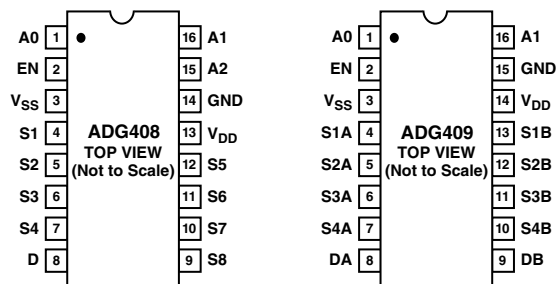 A0 1 16 A1
EN 2 15 A2
VSS 3 14 GND
S1 4 13 VDD
S2 5 12 S5
S3 6 11 S6
S4 7 10 S7
D 8 9 S8
ADG408
TOP VIEW
(Not to Scale)
A0 1 16 A1
EN 2 15 GND
VSS 3 14 VDD
S1A 4 13 S1B
S2A 5 12 S2B
S3A 6 11 S3B
S4A 7 10 S4B
DA 8 9 DB
ADG409
TOP VIEW
(Not to Scale)